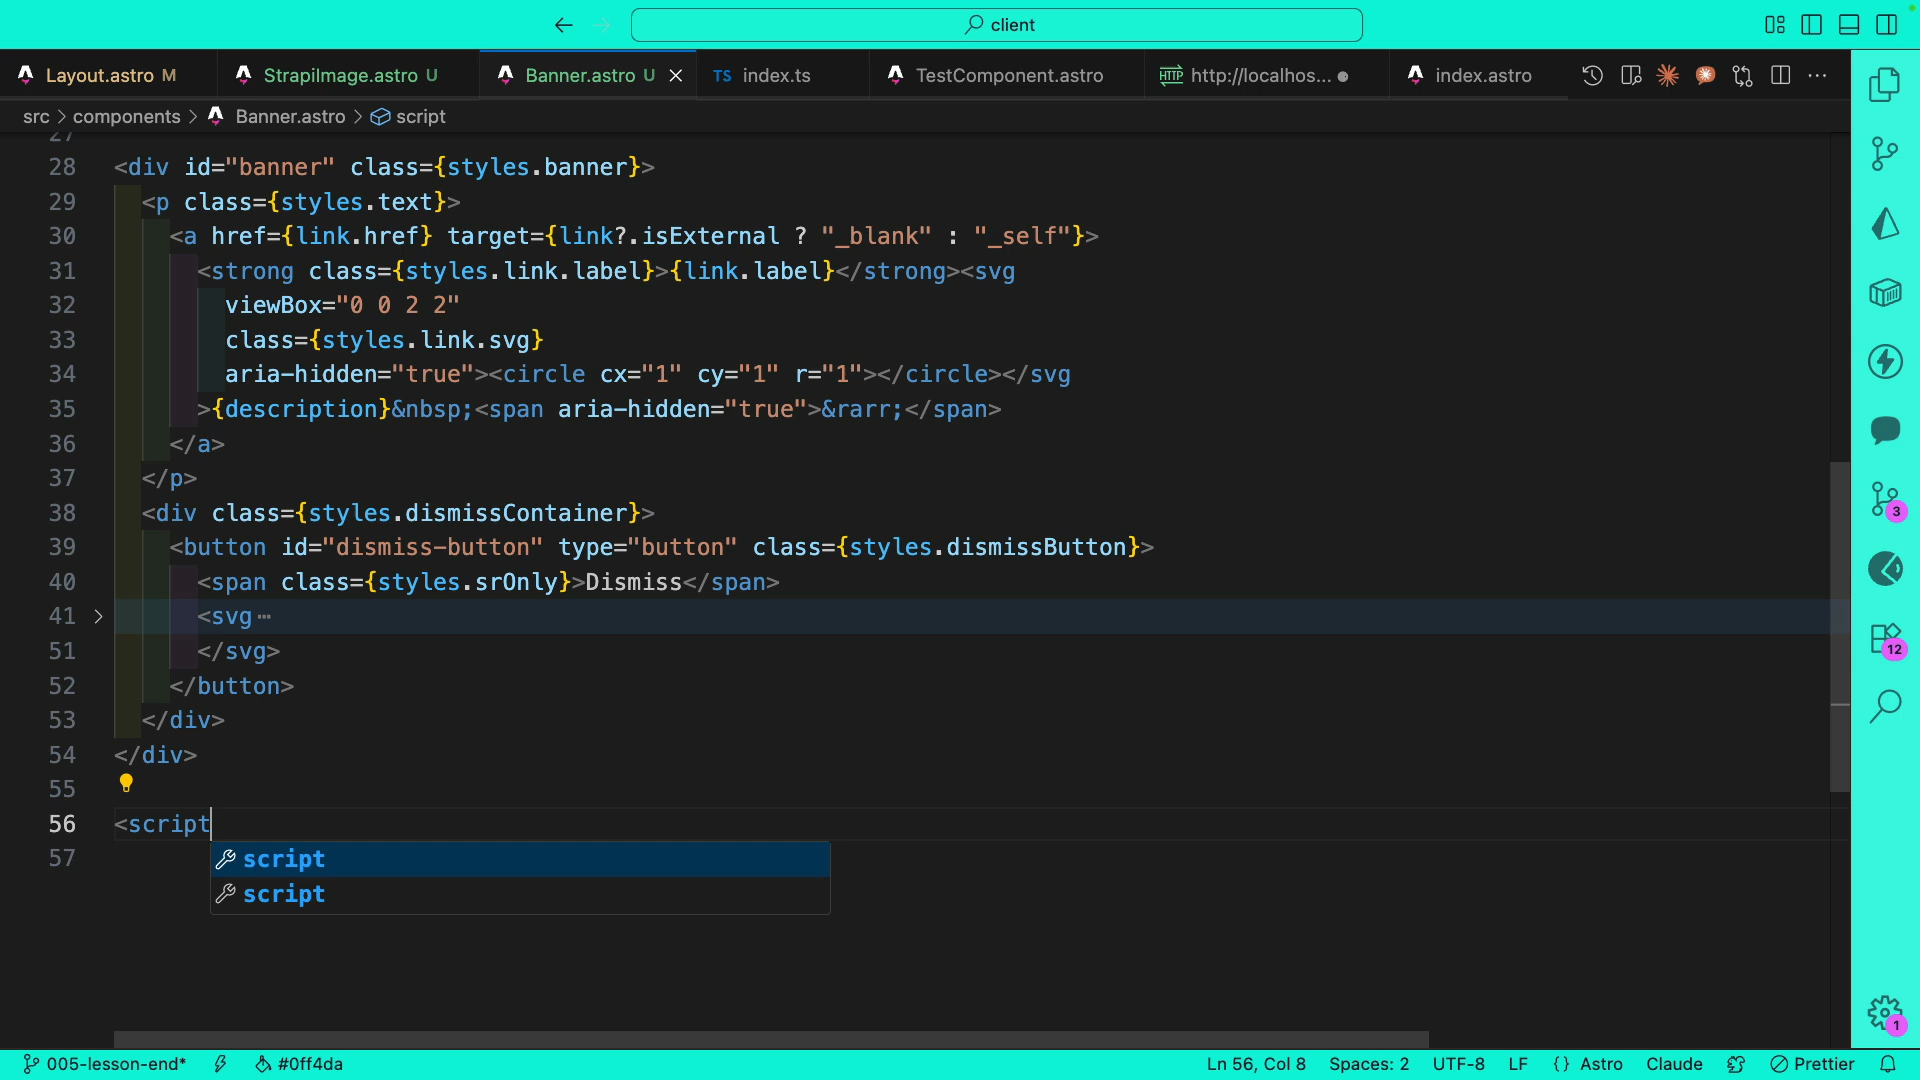 client
Layout.astro M
StrapiImage.astro U
Banner.astro U
TS index.ts
TestComponent.astro
HTTP http://localhos...
index.astro
src > components > Banner.astro > script
27
28 <div id="banner" class={styles.banner}>
29 <p class={styles.text}>
30 <a href={link.href} target={link?.isExternal ? "_blank" : "_self"}>
31 <strong class={styles.link.label}>{link.label}</strong><svg
32 viewBox="0 0 2 2"
33 class={styles.link.svg}
34 aria-hidden="true"><circle cx="1" cy="1" r="1"></circle></svg
35 >{description}&nbsp;<span aria-hidden="true">&rarr;</span>
36 </a>
37 </p>
38 <div class={styles.dismissContainer}>
39 <button id="dismiss-button" type="button" class={styles.dismissButton}>
40 <span class={styles.srOnly}>Dismiss</span>
41 <svg…
51 </svg>
52 </button>
53 </div>
54 </div>
55
56 <script
57
script
script
3
12
1
005-lesson-end* #0ff4da
Ln 56, Col 8 Spaces: 2 UTF-8 LF {} Astro Claude Prettier